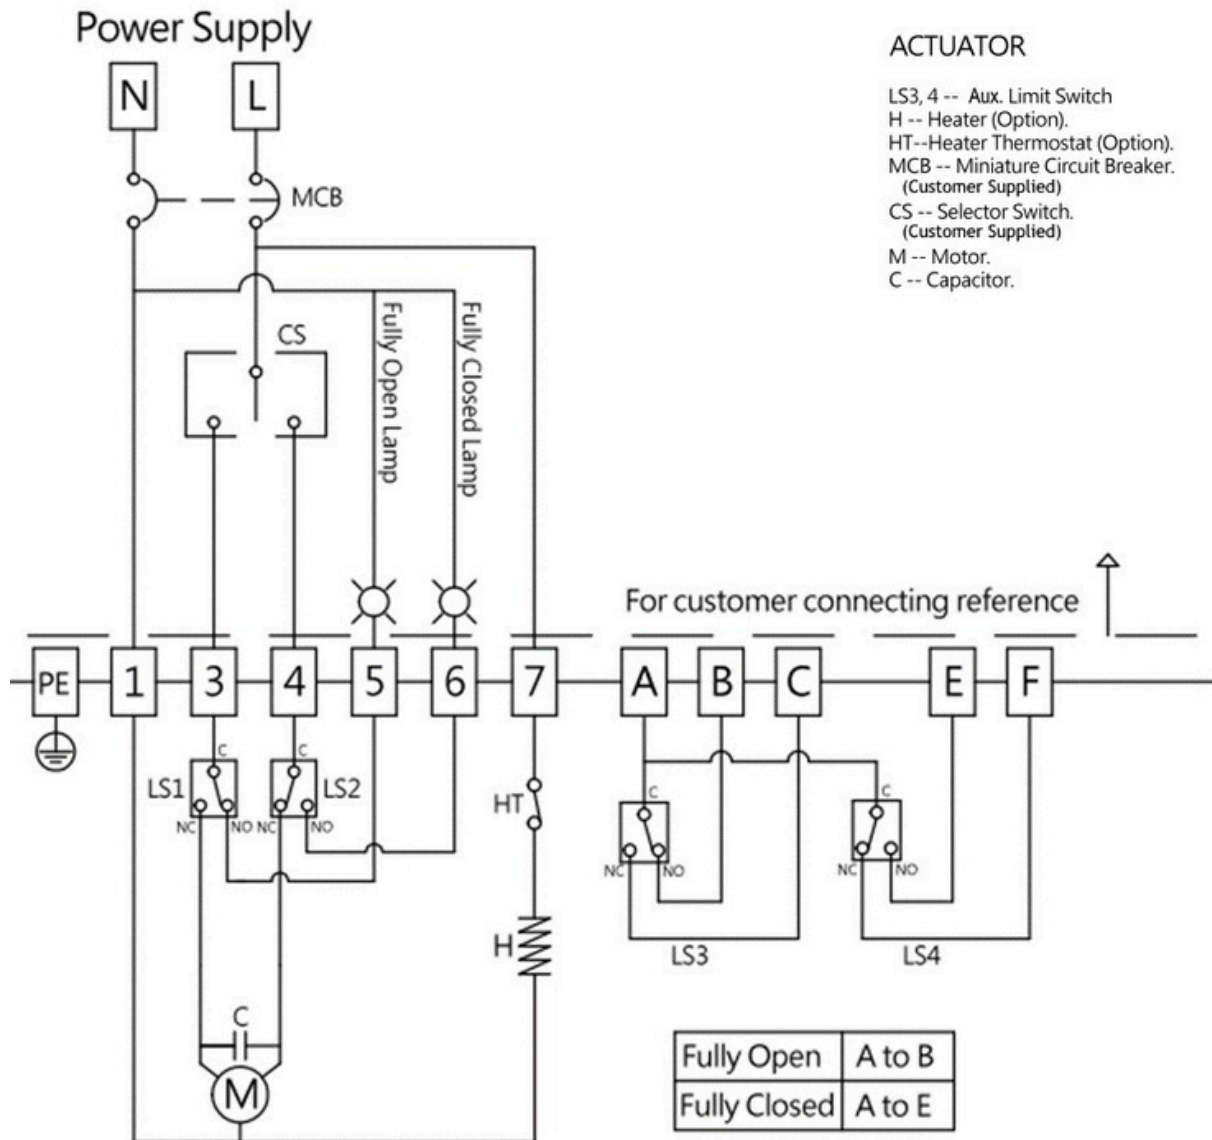 Power Supply
N
L
MCB
ACTUATOR
LS3, 4 -- Aux. Limit Switch
H -- Heater (Option).
HT--Heater Thermostat (Option).
MCB -- Miniature Circuit Breaker.
(Customer Supplied)
CS -- Selector Switch.
(Customer Supplied)
M -- Motor.
C -- Capacitor.
CS
Fully Open Lamp
Fully Closed Lamp
For customer connecting reference
PE
1
3
4
5
6
7
A
B
C
E
F
LS1
C
NC
NO
C
LS2
NC
NO
HT
C
NC
NO
C
NC
NO
H
LS3
LS4
C
M
Fully Open A to B
Fully Closed A to E